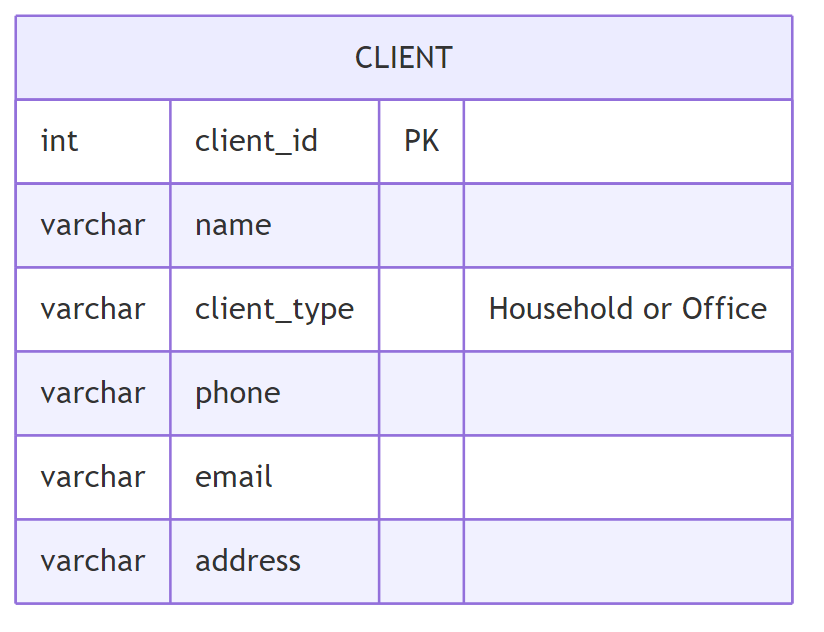 CLIENT
int client_id PK
varchar name
varchar client_type Household or Office
varchar phone
varchar email
varchar address